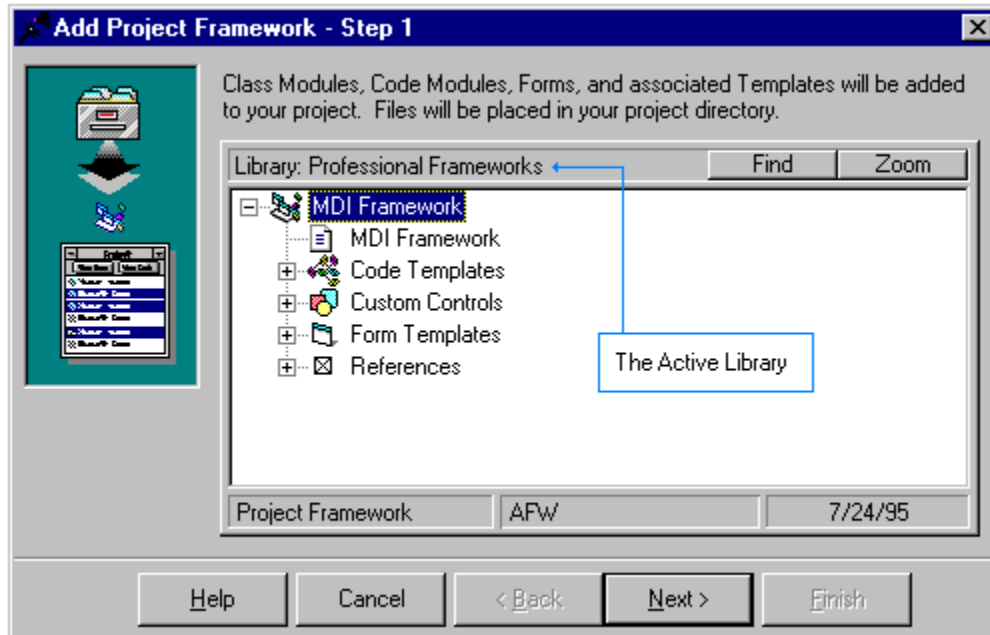 Add Project Framework - Step 1
Class Modules, Code Modules, Forms, and associated Templates will be added
to your project. Files will be placed in your project directory.
Library: Professional Frameworks
Find
Zoom
MDI Framework
MDI Framework
Code Templates
Custom Controls
Form Templates
References
The Active Library
Project Framework
AFW
7/24/95
Help
Cancel
< Back
Next >
Finish